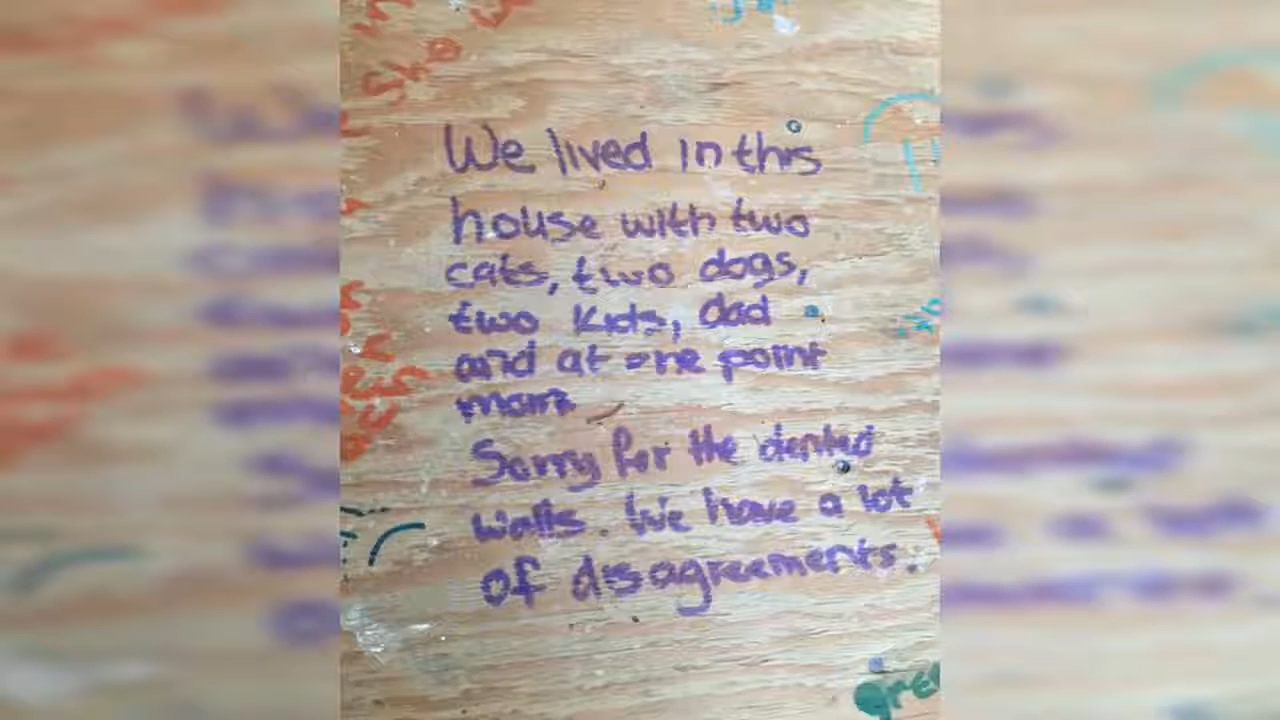 She
We lived in this
house with two
cats, two dogs,
two kids, dad
and at one point
mom
Sorry for the dented
walls. We have a lot
of disagreements.